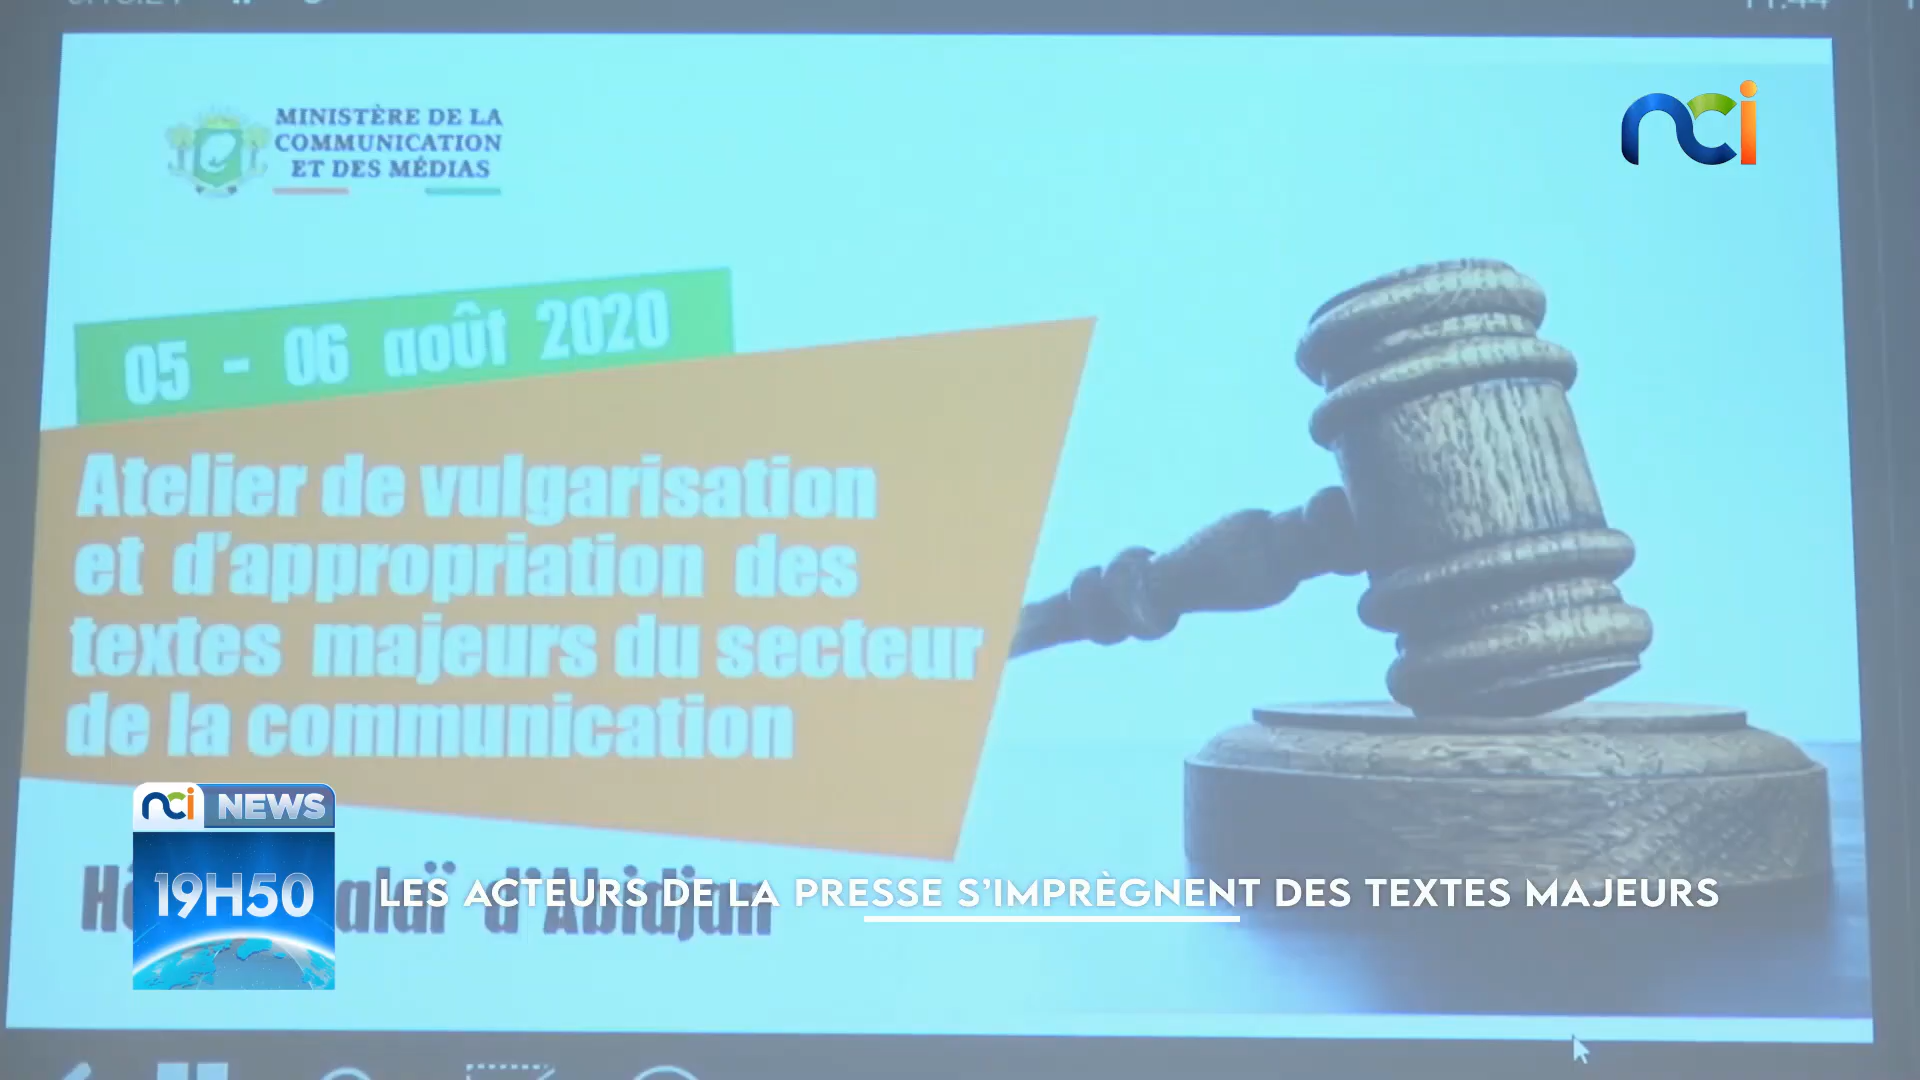 11:44
MINISTÈRE DE LA
COMMUNICATION
ET DES MÉDIAS
nci
05 - 06 août 2020
Atelier de vulgarisation
et d'appropriation des
textes majeurs du secteur
de la communication
d'Abidjan
nci NEWS
19H50
LES ACTEURS DE LA PRESSE S'IMPRÈGNENT DES TEXTES MAJEURS